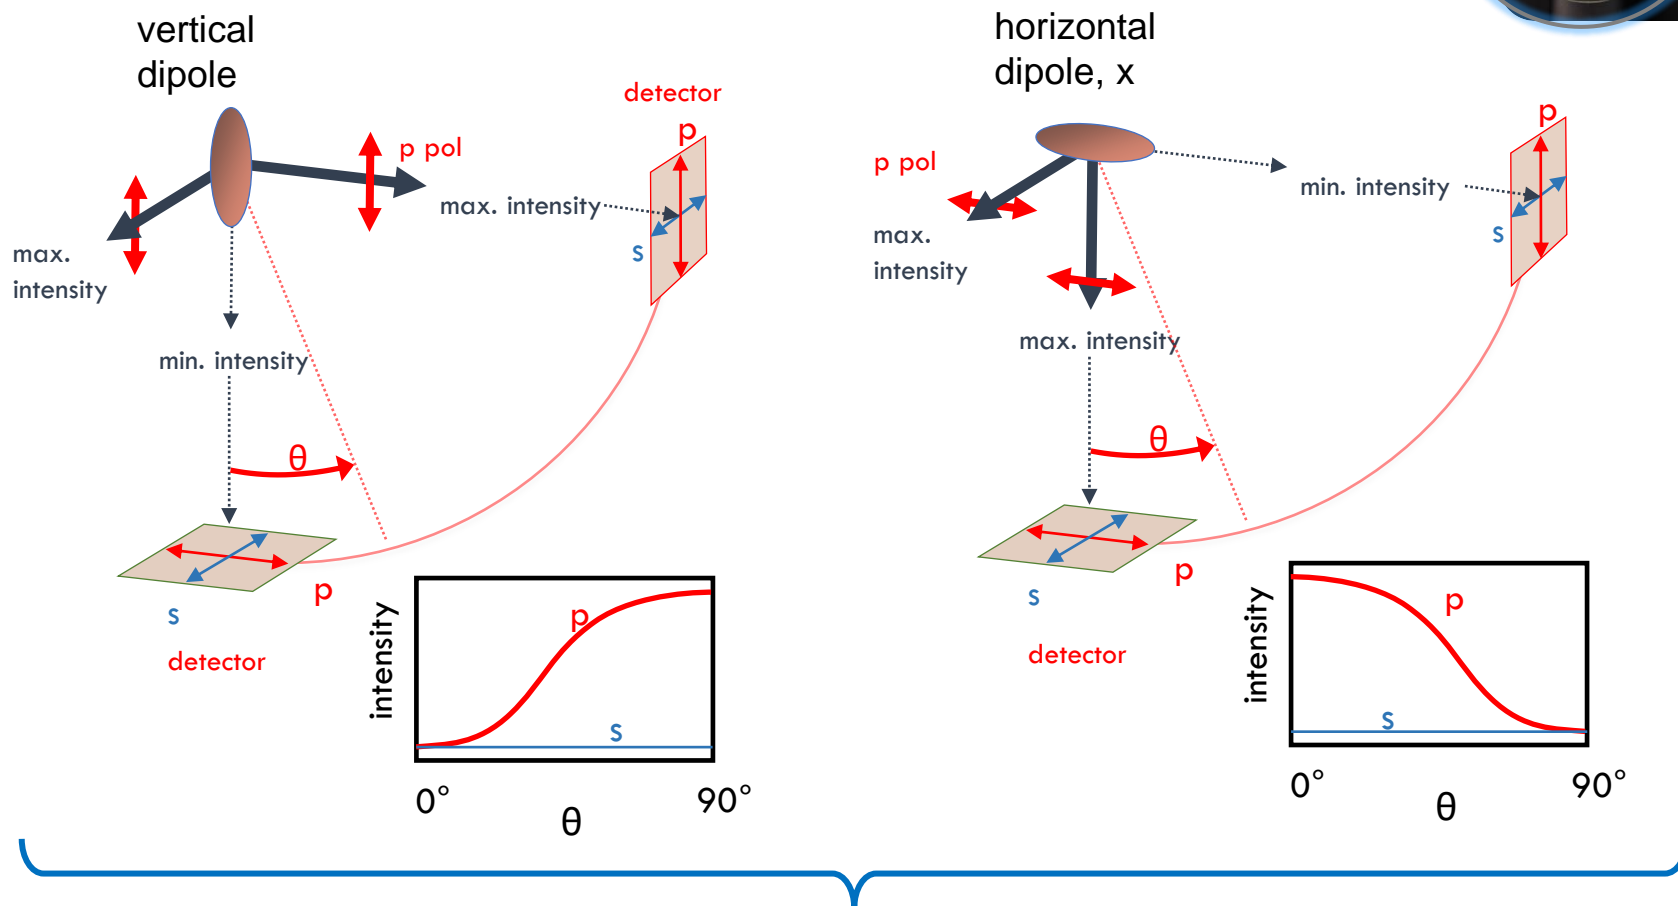 vertical
dipole
detector
p
p pol
max. intensity
s
max.
intensity
min. intensity
θ
p
s
detector
intensity
p
s
0°
90°
θ
horizontal
dipole, x
p
p pol
min. intensity
s
max.
intensity
max. intensity
θ
p
s
detector
intensity
p
s
0°
90°
θ